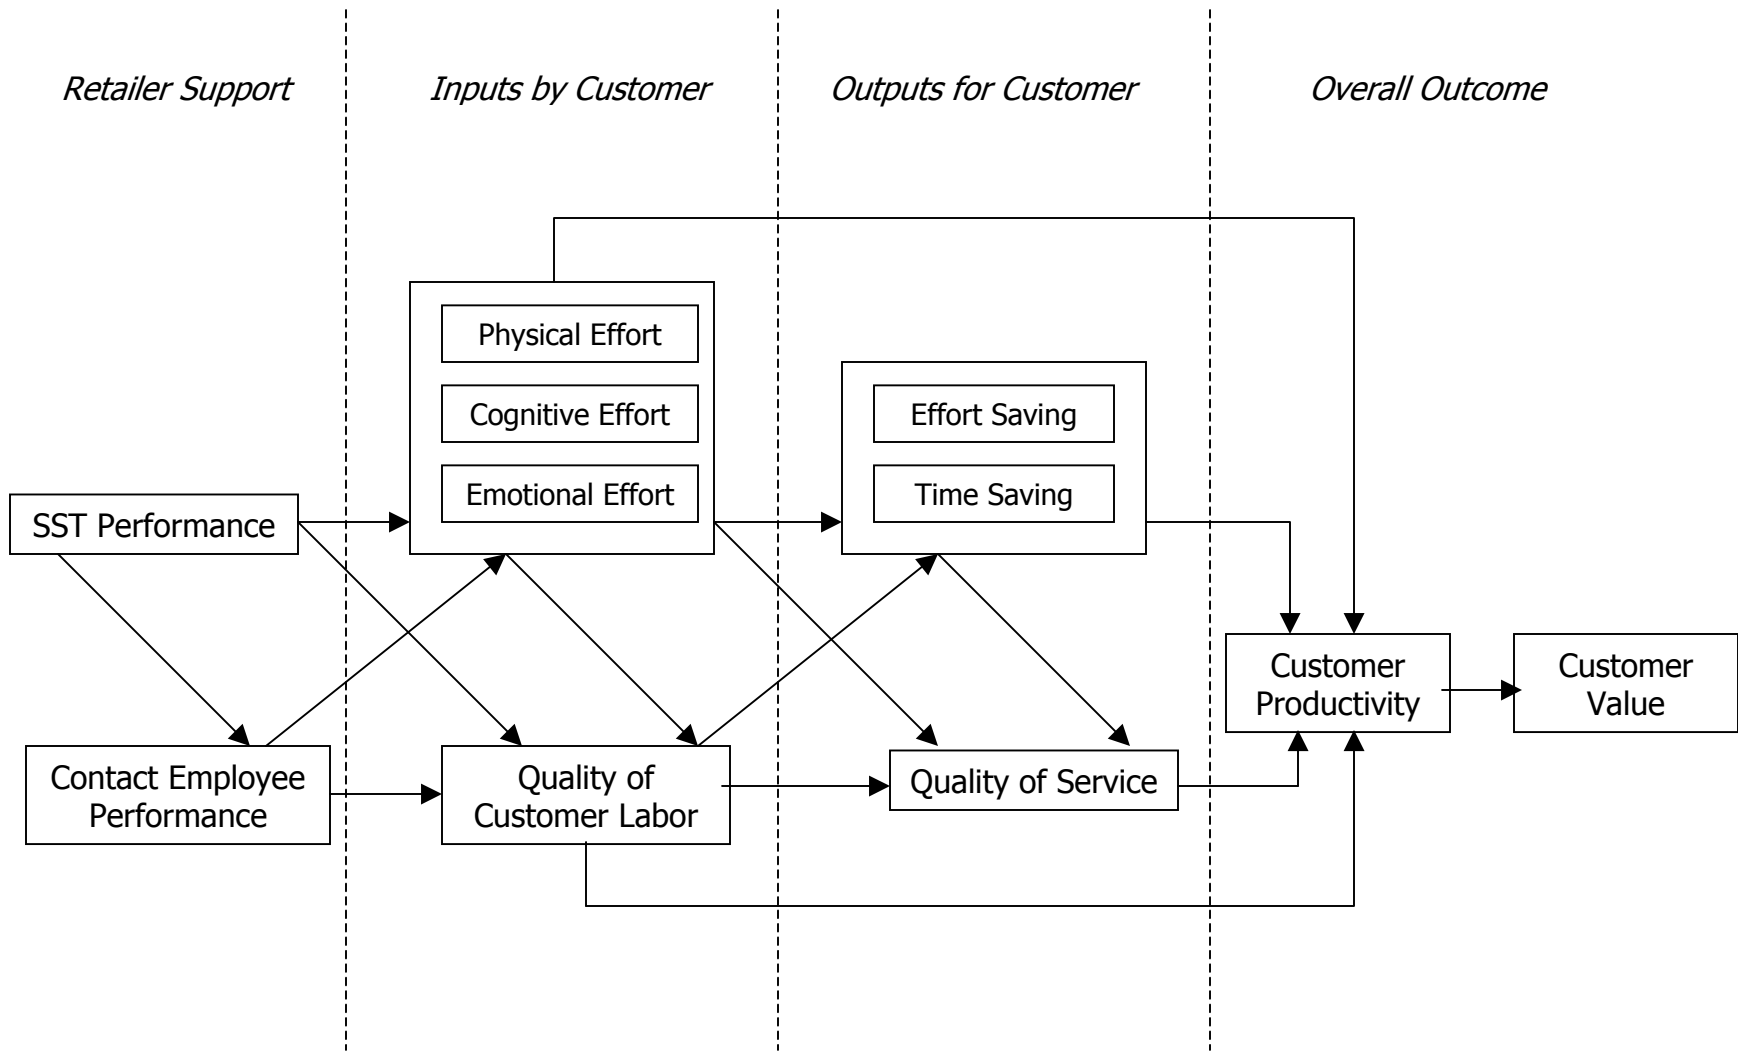 Retailer Support
Inputs by Customer
Outputs for Customer
Overall Outcome
Physical Effort
Cognitive Effort
Emotional Effort
Effort Saving
Time Saving
SST Performance
Customer
Productivity
Customer
Value
Contact Employee
Performance
Quality of
Customer Labor
Quality of Service